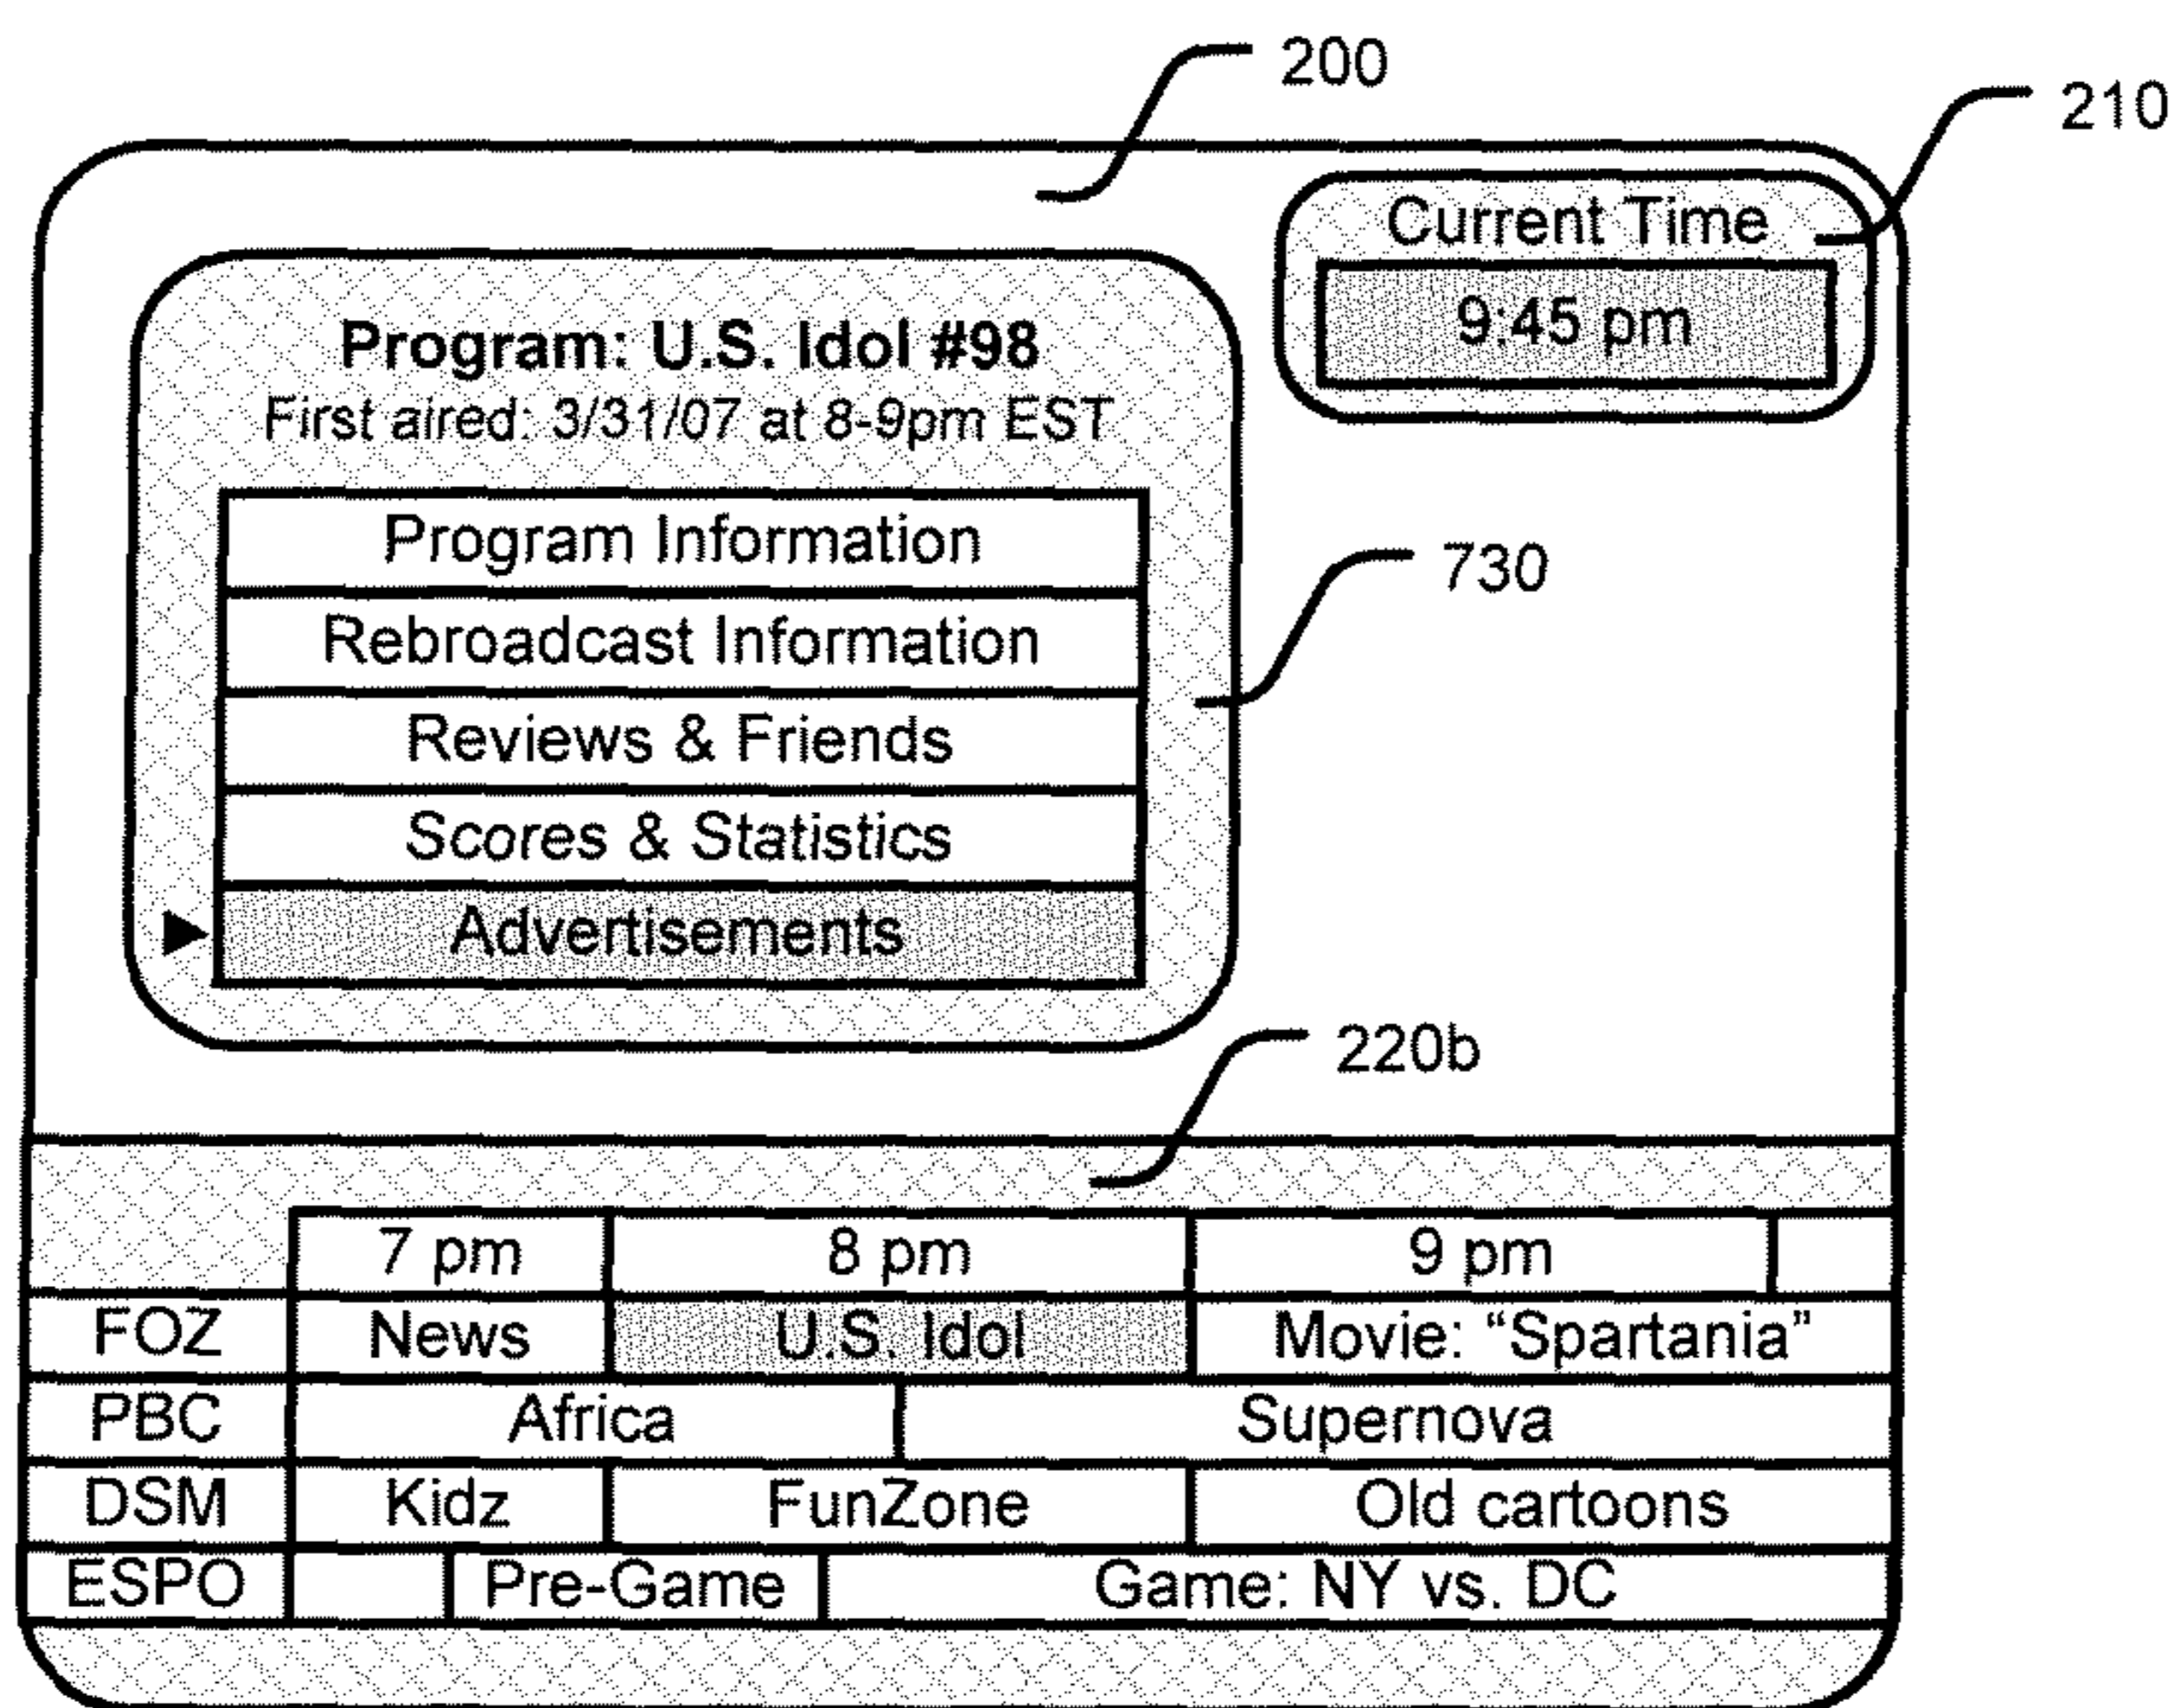 200
210
Current Time
9:45 pm
Program: U.S. Idol #98
First aired: 3/31/07 at 8-9pm EST
Program Information
730
Rebroadcast Information
Reviews & Friends
Scores & Statistics
Advertisements
220b
7 pm 8 pm 9 pm
FOZ News U.S. Idol Movie: “Spartania”
PBC Africa Supernova
DSM Kidz FunZone Old cartoons
ESPO Pre-Game Game: NY vs. DC